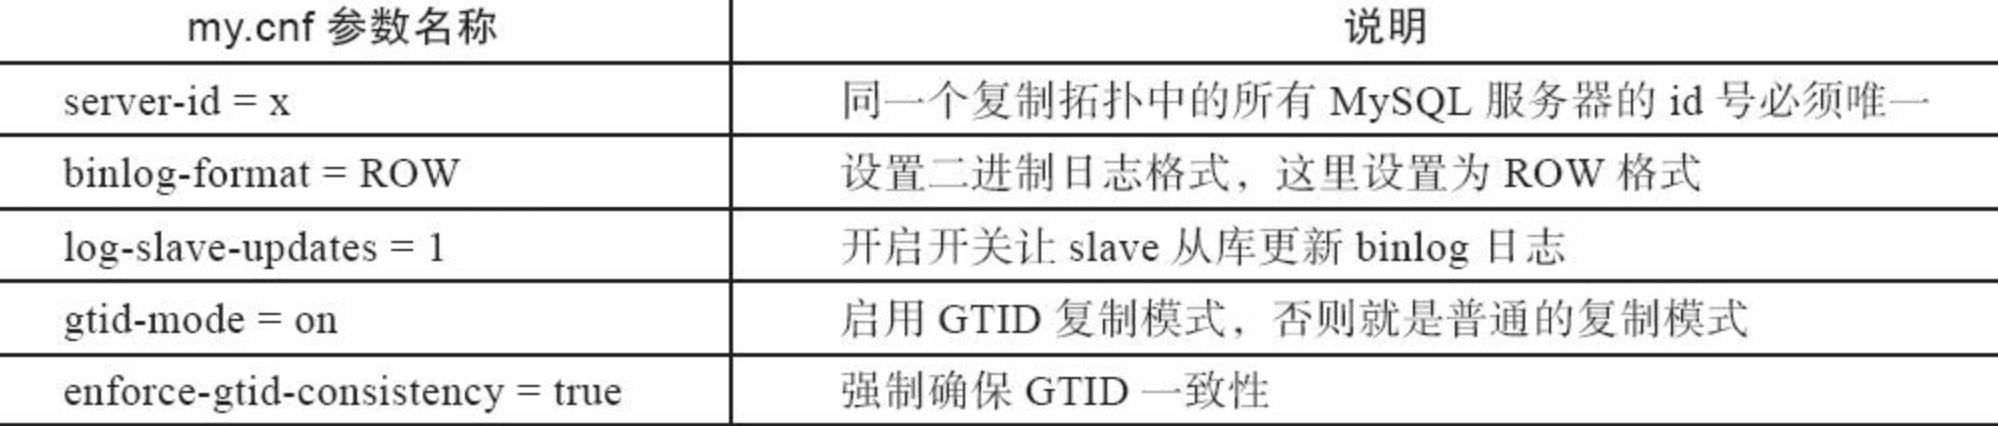 my.cnf 参数名称 说明
server-id = x 同一个复制拓扑中的所有 MySQL 服务器的 id 号必须唯一
binlog-format = ROW 设置二进制日志格式，这里设置为 ROW 格式
log-slave-updates = 1 开启开关让 slave 从库更新 binlog 日志
gtid-mode = on 启用 GTID 复制模式，否则就是普通的复制模式
enforce-gtid-consistency = true 强制确保 GTID 一致性